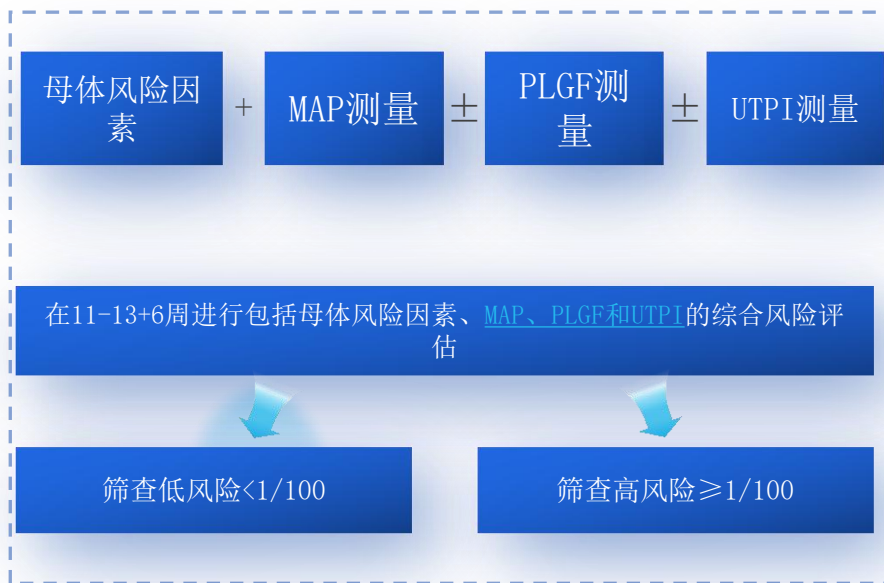 母体风险因
素
+
MAP测量
±
PLGF测
量
±
UTPI测量
在11-13+6周进行包括母体风险因素、MAP、PLGF和UTPI的综合风险评
估
筛查低风险<1/100
筛查高风险≥1/100